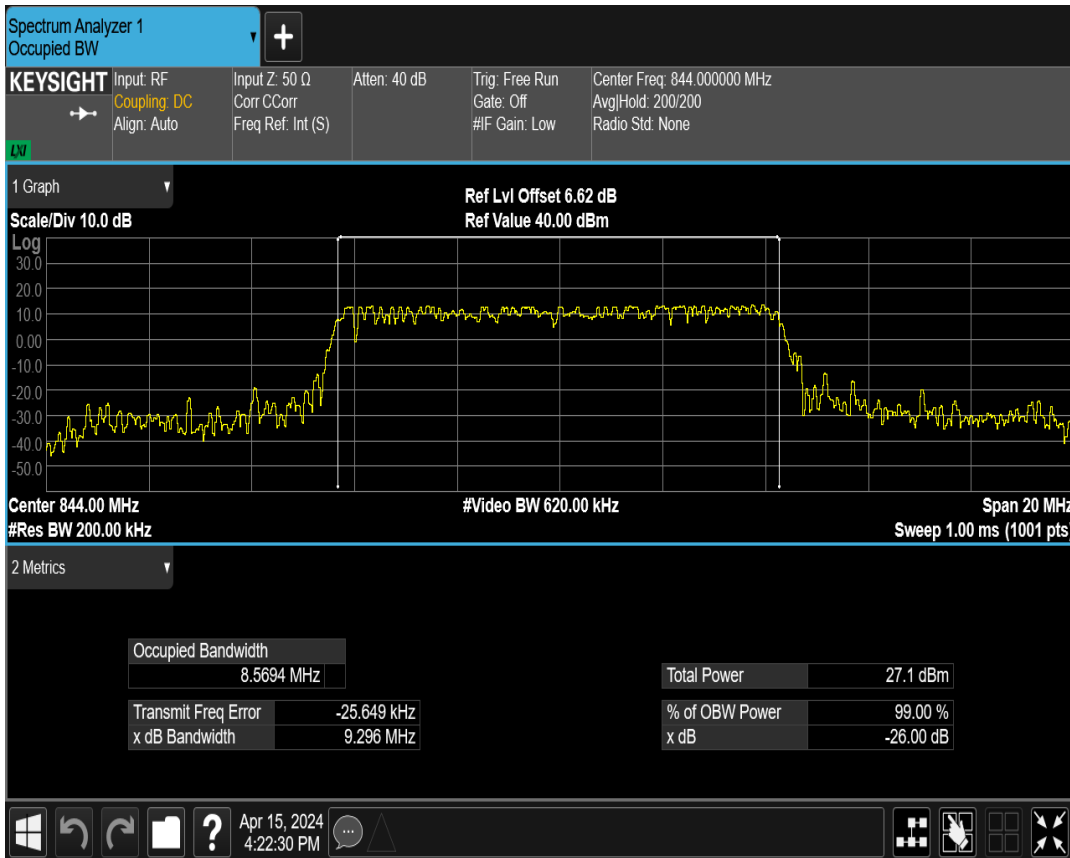 Spectrum Analyzer 1
Occupied BW
+
KEYSIGHT
LXI
Input: RF
Coupling: DC
Align: Auto
Input Z: 50 Ω
Corr CCorr
Freq Ref: Int (S)
Atten: 40 dB
Trig: Free Run
Gate: Off
#IF Gain: Low
Center Freq: 844.000000 MHz
Avg|Hold: 200/200
Radio Std: None
1 Graph
Ref Lvl Offset 6.62 dB
Scale/Div 10.0 dB
Ref Value 40.00 dBm
Log
30.0
20.0
10.0
0.00
-10.0
-20.0
-30.0
-40.0
-50.0
Center 844.00 MHz
#Video BW 620.00 kHz
Span 20 MHz
#Res BW 200.00 kHz
Sweep 1.00 ms (1001 pts)
2 Metrics
Occupied Bandwidth
8.5694 MHz
Total Power 27.1 dBm
Transmit Freq Error -25.649 kHz
% of OBW Power 99.00 %
x dB Bandwidth 9.296 MHz
x dB -26.00 dB
?
Apr 15, 2024
4:22:30 PM